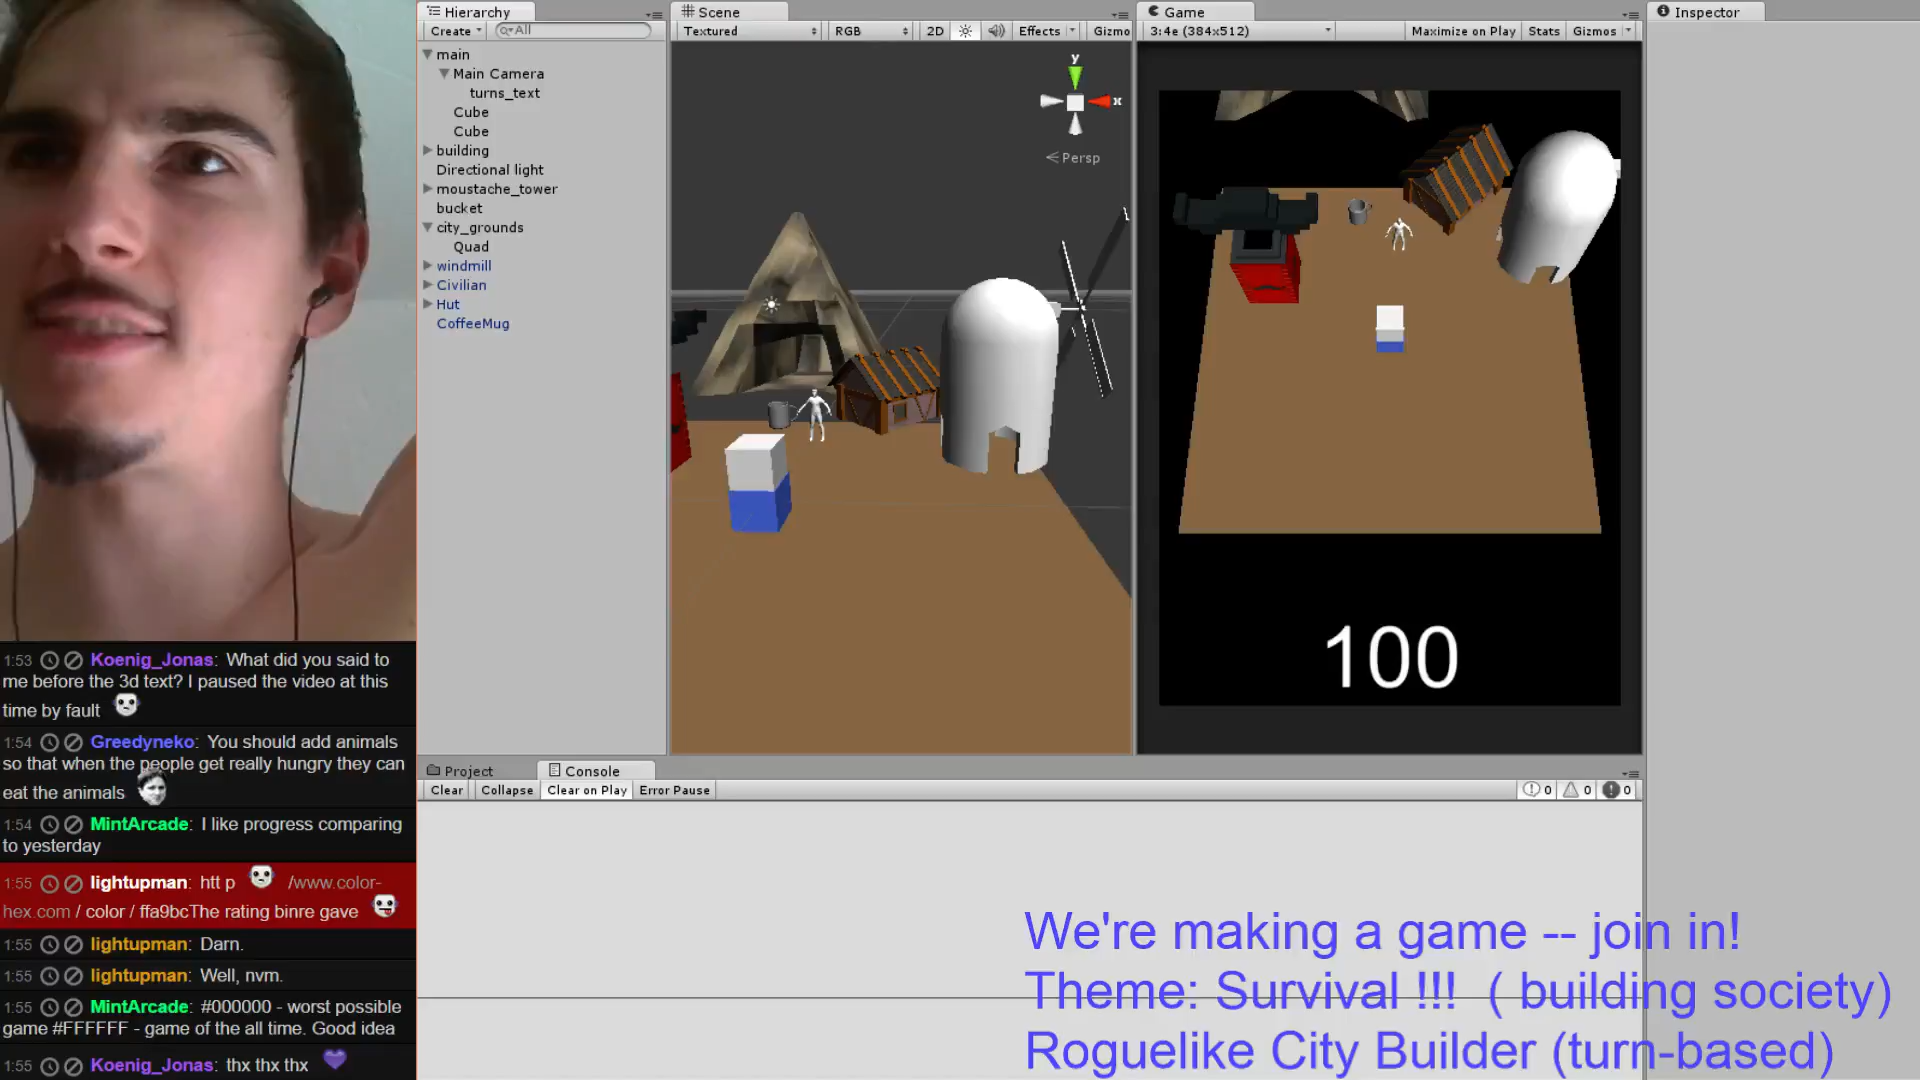 Hierarchy
Create All
main
Main Camera
turns_text
Cube
Cube
building
Directional light
moustache_tower
bucket
city_grounds
Quad
windmill
Civilian
Hut
CoffeeMug
Scene
Textured RGB 2D Effects Gizmo
y
x
Persp
Game
3:4e (384x512) Maximize on Play Stats Gizmos
100
Inspector
Project Console
Clear Collapse Clear on Play Error Pause 0 0 0
1:53 Koenig_Jonas: What did you said to
me before the 3d text? I paused the video at this
time by fault
1:54 Greedyneko: You should add animals
so that when the people get really hungry they can
eat the animals
1:54 MintArcade: I like progress comparing
to yesterday
1:55 lightupman: htt p /www.color-
hex.com / color / ffa9bcThe rating binre gave
1:55 lightupman: Darn.
1:55 lightupman: Well, nvm.
1:55 MintArcade: #000000 - worst possible
game #FFFFFF - game of the all time. Good idea
1:55 Koenig_Jonas: thx thx thx
We're making a game -- join in!
Theme: Survival !!! ( building society)
Roguelike City Builder (turn-based)